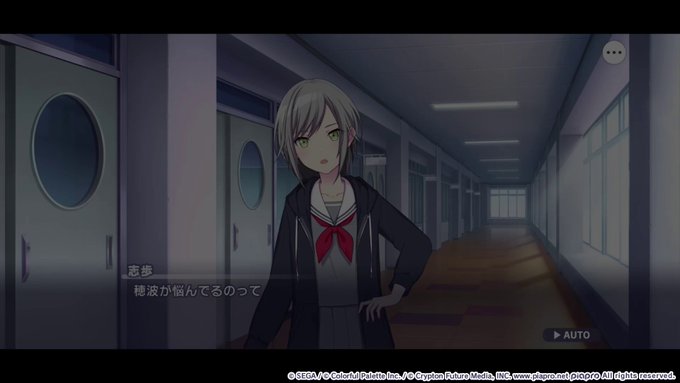 志歩
穂波が悩んでるのって
AUTO
© SEGA / © Colorful Palette Inc. / © Crypton Future Media, INC. www.piapro.net piapro All rights reserved.